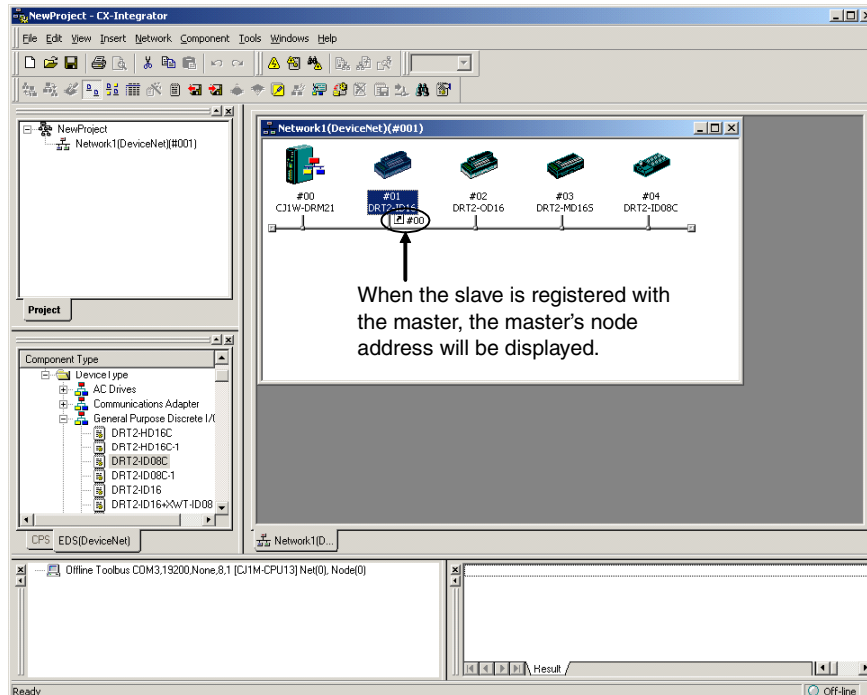 NewProject - CX-Integrator
File Edit View Insert Network Component Tools Windows Help
NewProject
Network1(DeviceNet)(#001)
Project
Network1(DeviceNet)(#001)
#00
CJ1W-DRM21
#01
DRT2-ID16
#02
DRT2-OD16
#03
DRT2-MD16S
#04
DRT2-ID08C
#00
When the slave is registered with
the master, the master's node
address will be displayed.
Component Type
DeviceType
AC Drives
Communications Adapter
General Purpose Discrete I/O
DRT2-HD16C
DRT2-HD16C-1
DRT2-ID08C
DRT2-ID08C-1
DRT2-ID16
DRT2-ID16+XWT-ID08
CPS EDS(DeviceNet)
Network1(D...
Offline Toolbus COM3,19200,None,8,1 [CJ1M-CPU13] Net(0), Node(0)
Result
Ready
Off-line